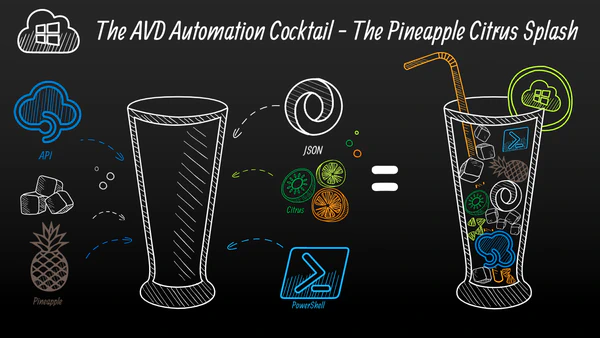 The AVD Automation Cocktail - The Pineapple Citrus Splash
API
JSON
Citrus
Pineapple
PowerShell